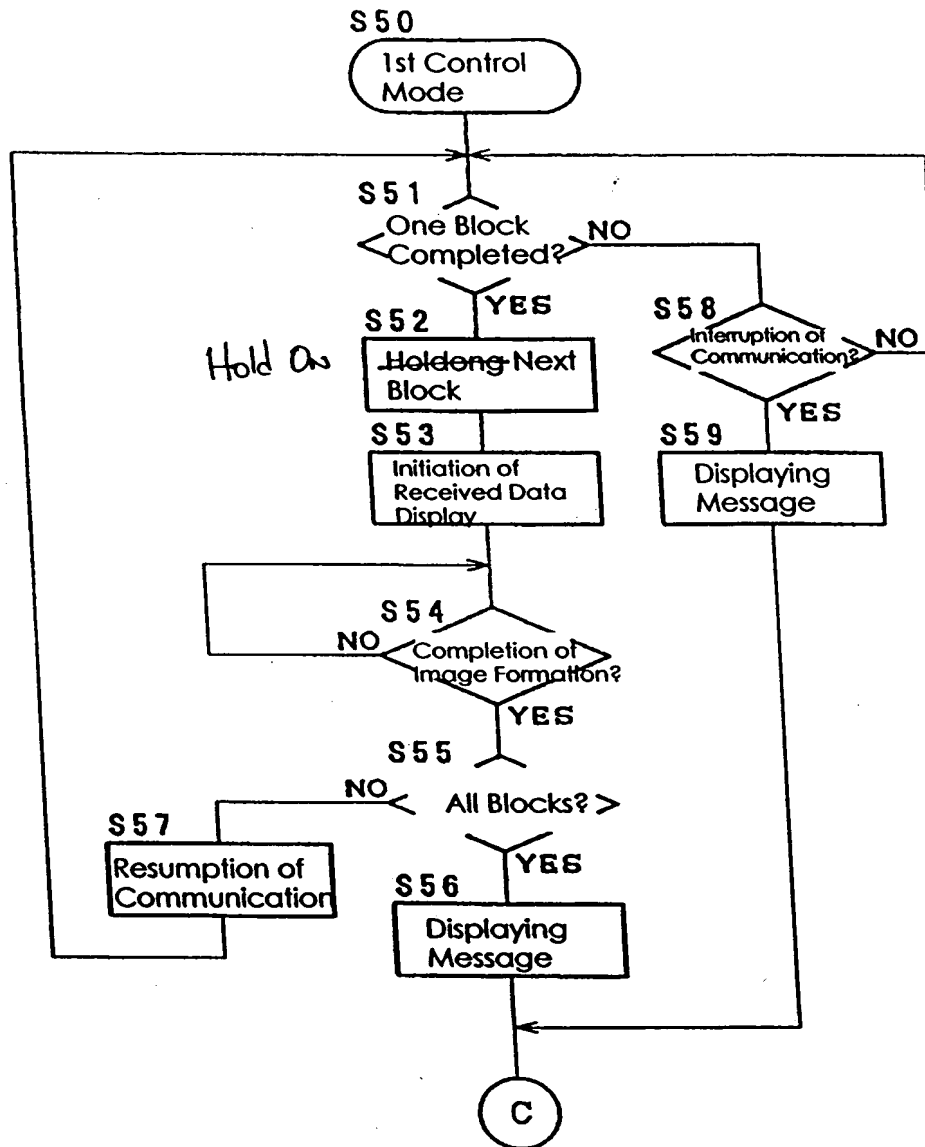 S50
1st Control
Mode
S51
One Block
Completed?
NO
YES
S58
Interruption of
Communication?
NO
YES
S52
Hold On
Holdong Next
Block
S53
Initiation of
Received Data
Display
S59
Displaying
Message
S54
NO
Completion of
Image Formation?
YES
S55
NO
All Blocks?
YES
S57
Resumption of
Communication
S56
Displaying
Message
C